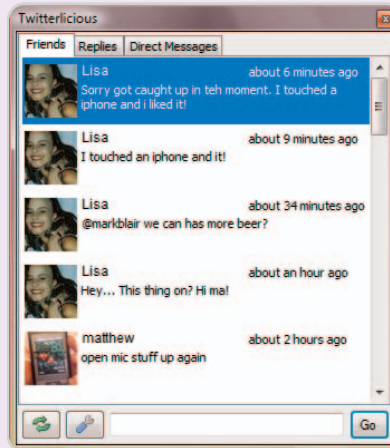 Twitterlicious
Friends Replies Direct Messages
Lisa about 6 minutes ago
Sorry got caught up in teh moment. I touched a
iphone and i liked it!
Lisa about 9 minutes ago
I touched an iphone and it!
Lisa about 34 minutes ago
@markblair we can has more beer?
Lisa about an hour ago
Hey... This thing on? Hi ma!
matthew about 2 hours ago
open mic stuff up again
Go